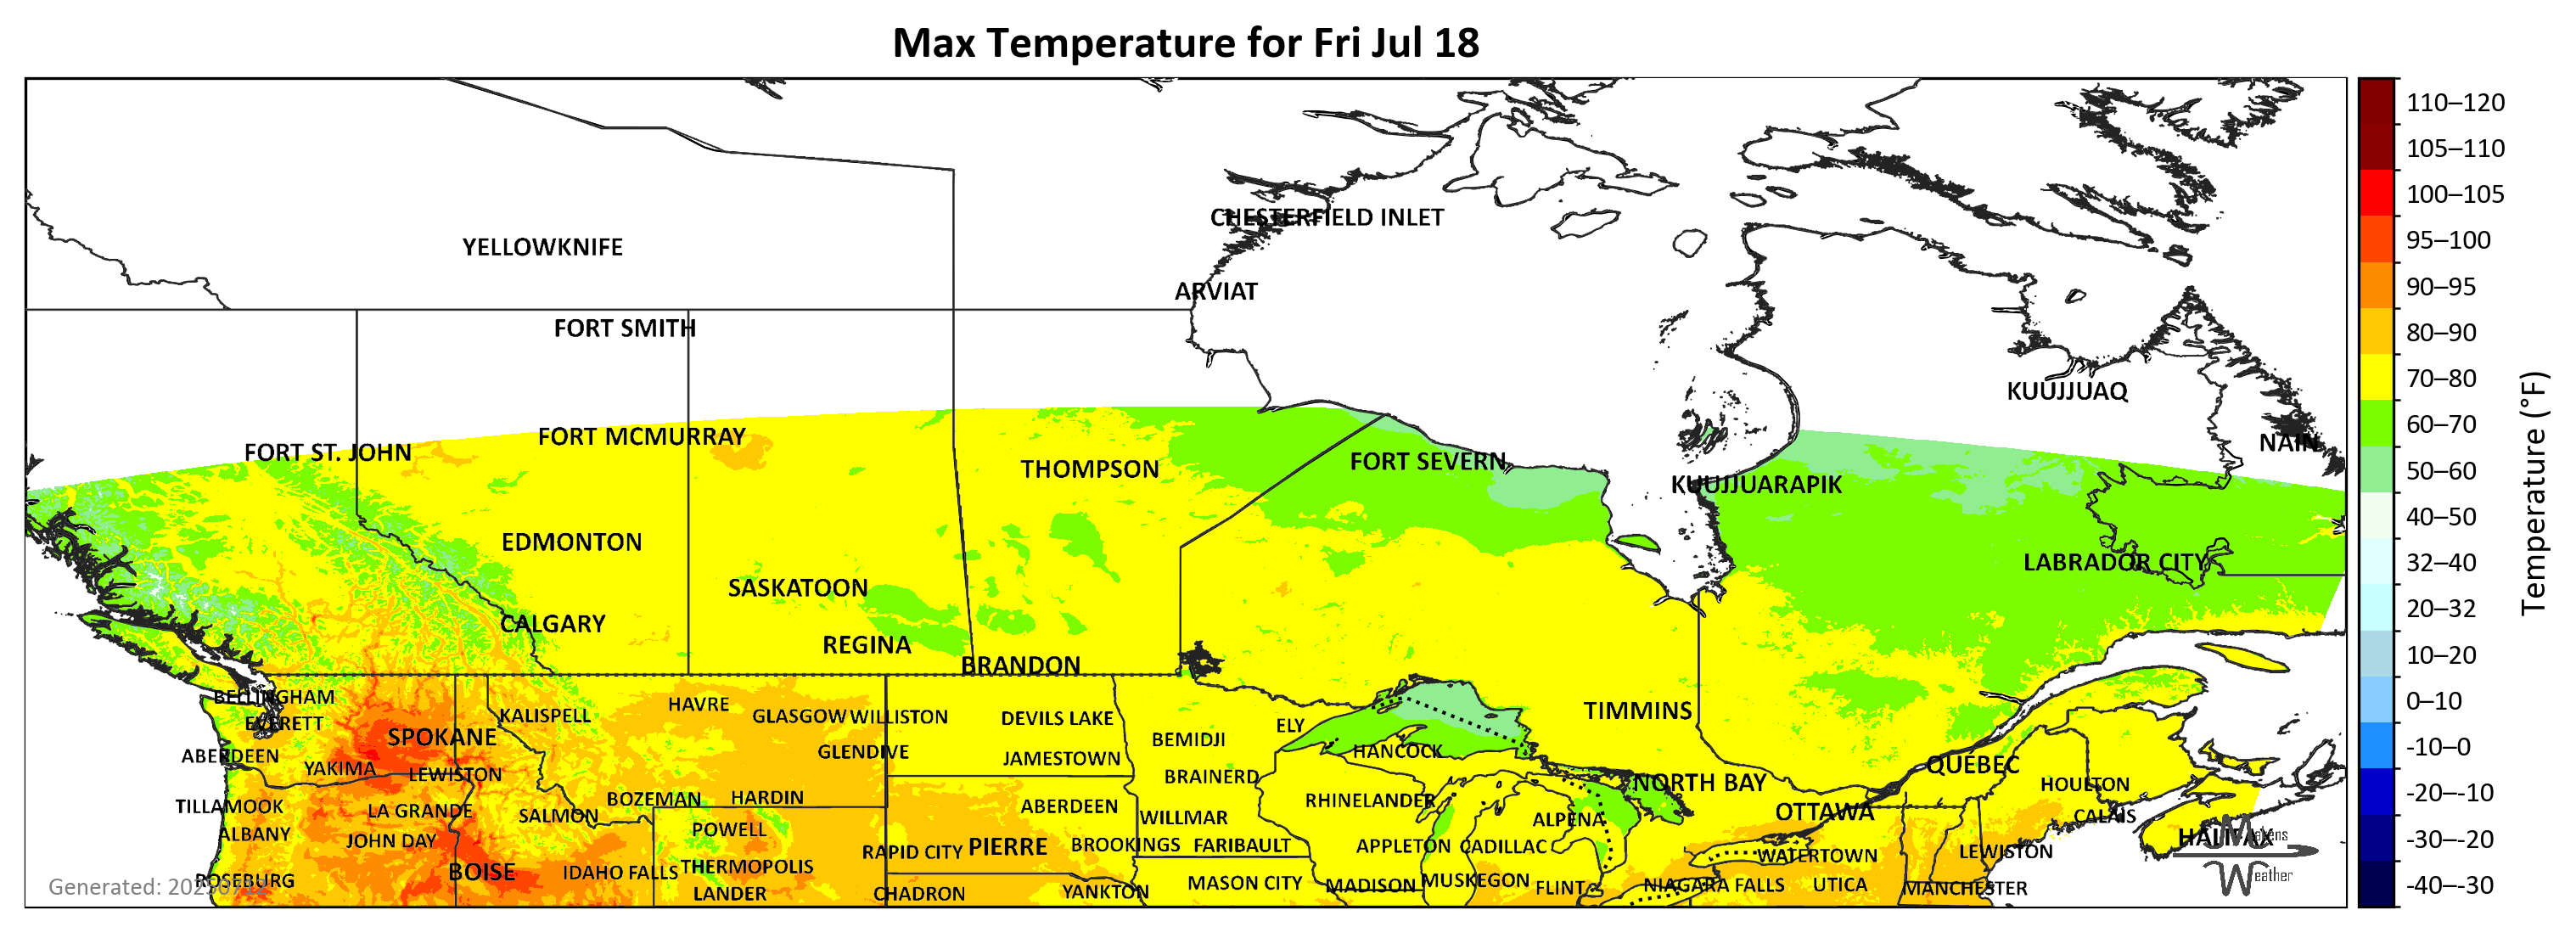 Max Temperature for Fri Jul 18
110–120
105–110
100–105
95–100
90–95
80–90
70–80
60–70
50–60
40–50
32–40
20–32
10–20
0–10
-10–0
-20–-10
-30–-20
-40–-30
Temperature (°F)
CHESTERFIELD INLET
YELLOWKNIFE
ARVIAT
FORT SMITH
KUUJJUAQ
FORT MCMURRAY
NAIN
FORT ST. JOHN
FORT SEVERN
THOMPSON
KUUJJUARAPIK
EDMONTON
LABRADOR CITY
SASKATOON
CALGARY
REGINA
BRANDON
BELLINGHAM
HAVRE
TIMMINS
KALISPELL
GLASGOW
WILLISTON
DEVILS LAKE
EVERETT
ELY
SPOKANE
BEMIDJI
GLENDIVE
HANCOCK
ABERDEEN
JAMESTOWN
QUÉBEC
YAKIMA
LEWISTON
BRAINERD
NORTH BAY
HOULTON
BOZEMAN
HARDIN
RHINELANDER
TILLAMOOK
ABERDEEN
LA GRANDE
OTTAWA
SALMON
WILLMAR
ALPENA
CALAIS
POWELL
ALBANY
HALIFAX
Matens
JOHN DAY
PIERRE
BROOKINGS
FARIBAULT
APPLETON
CADILLAC
RAPID CITY
LEWISTON
WATERTOWN
THERMOPOLIS
BOISE
IDAHO FALLS
Weather
ROSEBURG
MUSKEGON
MASON CITY
MADISON
NIAGARA FALLS
UTICA
FLINT
MANCHESTER
YANKTON
LANDER
CHADRON
Generated: